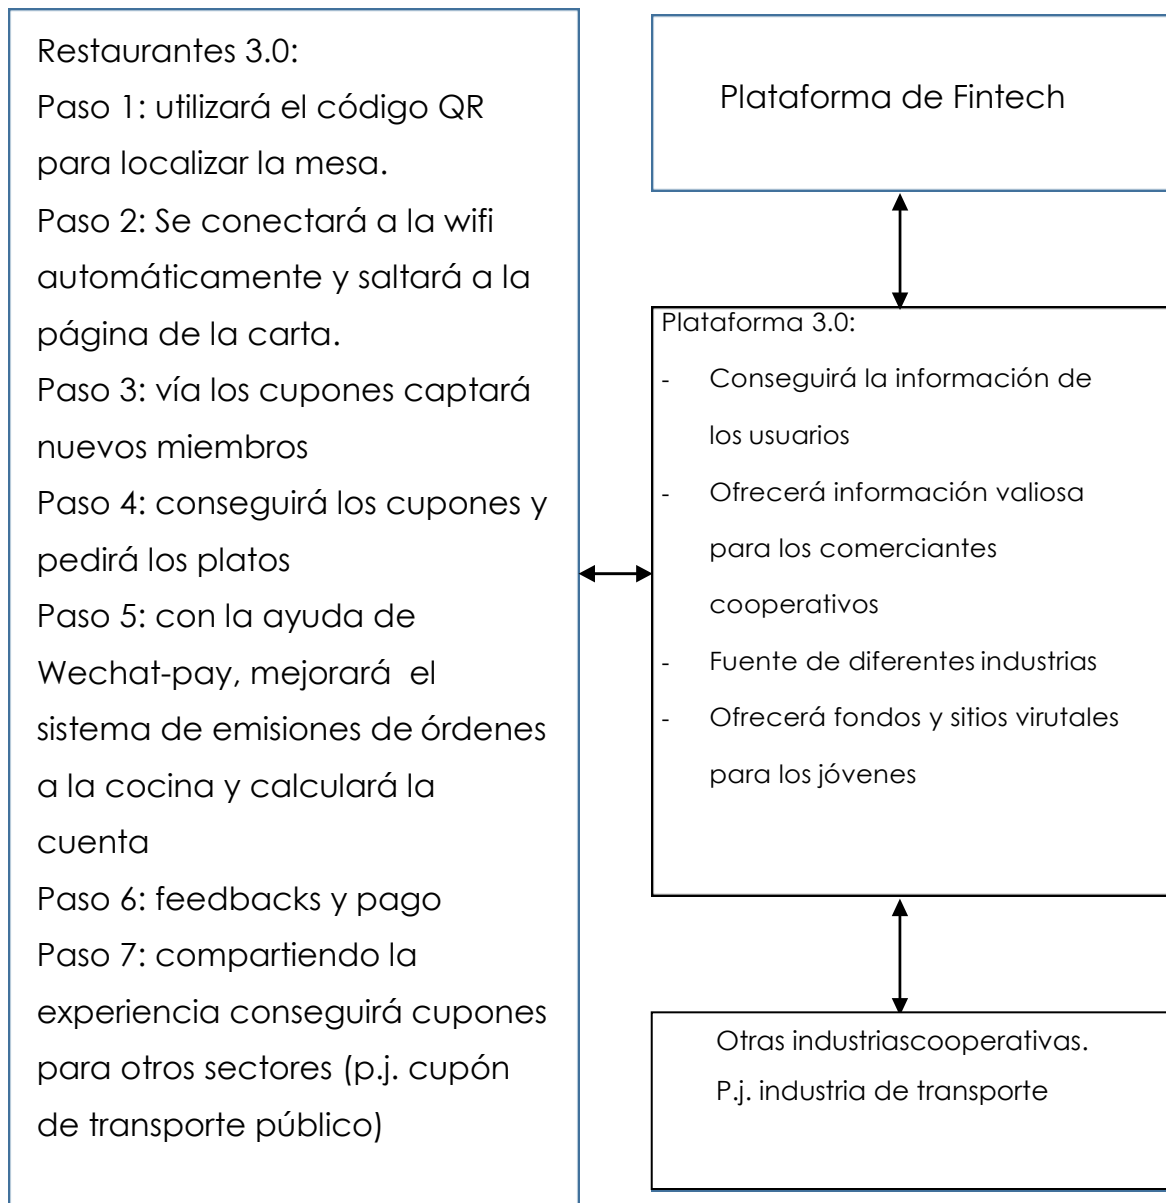 Restaurantes 3.0:
Paso 1: utilizará el código QR
para localizar la mesa.
Paso 2: Se conectará a la wifi
automáticamente y saltará a la
página de la carta.
Paso 3: vía los cupones captará
nuevos miembros
Paso 4: conseguirá los cupones y
pedirá los platos
Paso 5: con la ayuda de
Wechat-pay, mejorará el
sistema de emisiones de órdenes
a la cocina y calculará la
cuenta
Paso 6: feedbacks y pago
Paso 7: compartiendo la
experiencia conseguirá cupones
para otros sectores (p.j. cupón
de transporte público)
Plataforma de Fintech
Plataforma 3.0:
- Conseguirá la información de
los usuarios
- Ofrecerá información valiosa
para los comerciantes
cooperativos
- Fuente de diferentes industrias
- Ofrecerá fondos y sitios virutales
para los jóvenes
Otras industriascooperativas.
P.j. industria de transporte